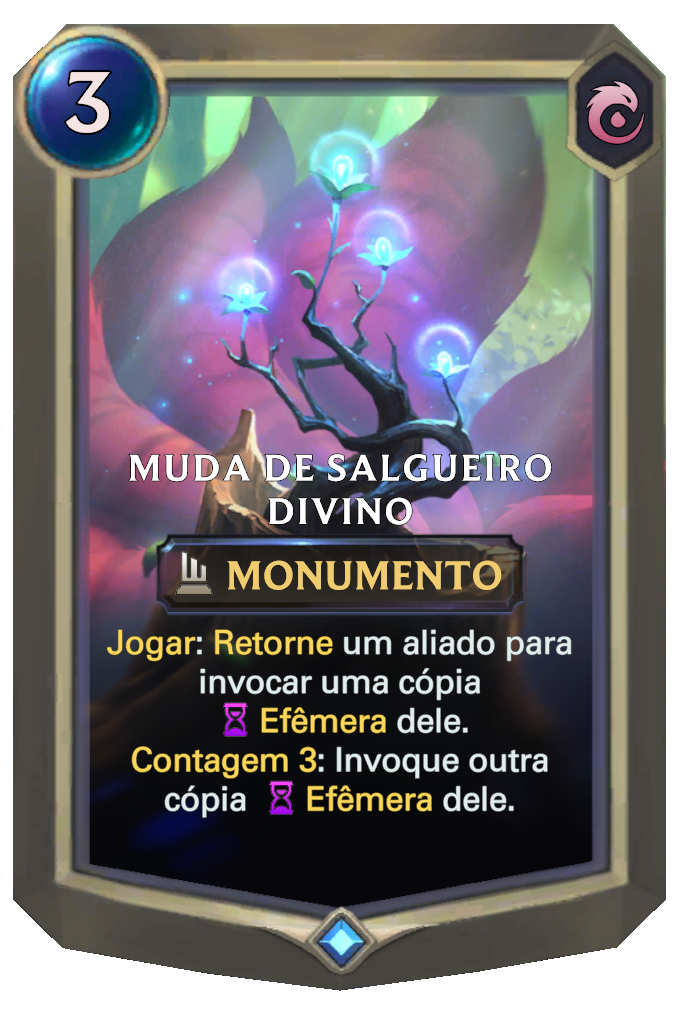 3
MUDA DE SALGUEIRO
DIVINO
MONUMENTO
Jogar: Retorne um aliado para
invocar uma cópia
Efêmera dele.
Contagem 3: Invoque outra
cópia Efêmera dele.